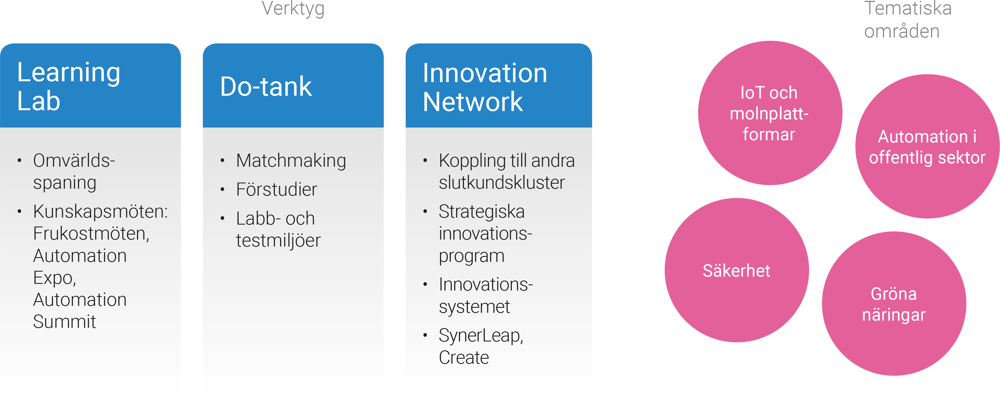 Verktyg
Learning
Lab
• Omvärlds-
spaning
• Kunskapsmöten:
Frukostmöten,
Automation
Expo,
Automation
Summit
Do-tank
• Matchmaking
• Förstudier
• Labb- och
testmiljöer
Innovation
Network
• Koppling till andra
slutkundskluster
• Strategiska
innovations-
program
• Innovations-
systemet
• SynerLeap,
Create
Tematiska
områden
IoT och
molnplatt-
formar
Automation i
offentlig sektor
Säkerhet
Gröna
näringar